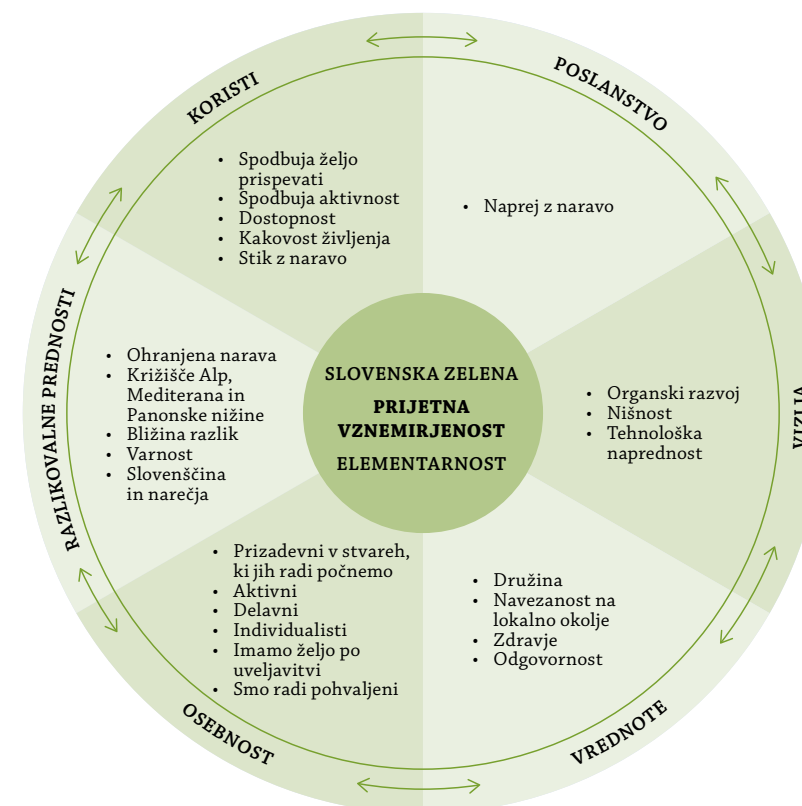 KORISTI
• Spodbuja željo
prispevati
• Spodbuja aktivnost
• Dostopnost
• Kakovost življenja
• Stik z naravo
POSLANSTVO
• Naprej z naravo
RAZLIKOVALNE PREDNOSTI
• Ohranjena narava
• Križišče Alp,
Mediterana in
Panonske nižine
• Bližina razlik
• Varnost
• Slovenščina
in narečja
SLOVENSKA ZELENA
PRIJETNA
VZNEMIRJENOST
ELEMENTARNOST
VIZIJA
• Organski razvoj
• Nišnost
• Tehnološka
naprednost
OSEBNOST
• Prizadevni v stvareh,
ki jih radi počnemo
• Aktivni
• Delavni
• Individualisti
• Imamo željo po
uveljavitvi
• Smo radi pohvaljeni
VREDNOTE
• Družina
• Navezanost na
lokalno okolje
• Zdravje
• Odgovornost